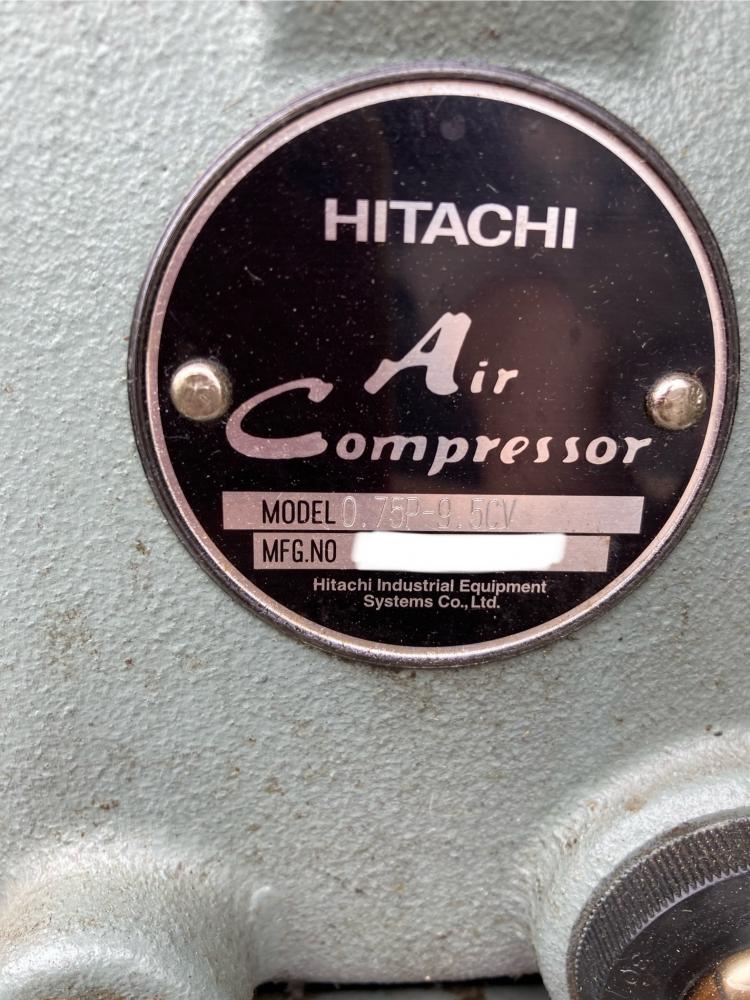 HITACHI
Air
Compressor
MODEL 0.75P-9.5CV
MFG.NO
Hitachi Industrial Equipment
Systems Co., Ltd.